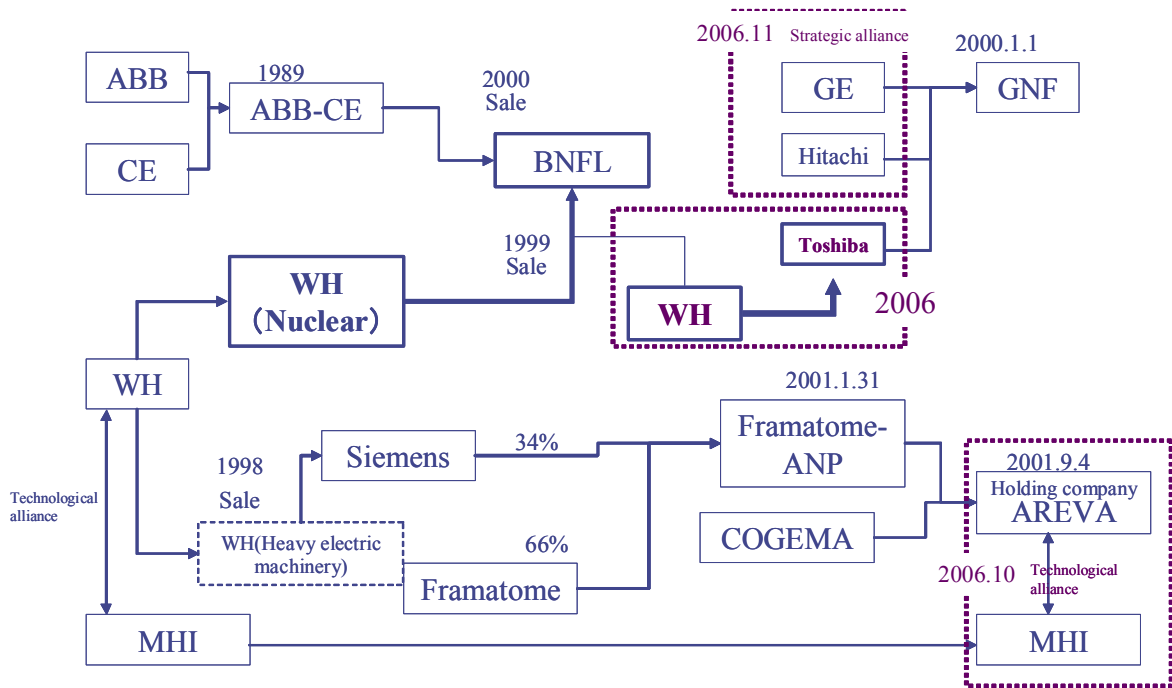 2006.11 Strategic alliance
2000.1.1
ABB
1989
ABB-CE
2000
Sale
GE
GNF
CE
BNFL
Hitachi
1999
Sale
Toshiba
WH
(Nuclear)
WH
2006
WH
2001.1.31
Framatome-
ANP
Siemens
34%
1998
Sale
Technological
alliance
2001.9.4
Holding company
AREVA
WH(Heavy electric
machinery)
66%
COGEMA
Framatome
2006.10 Technological
alliance
MHI
MHI